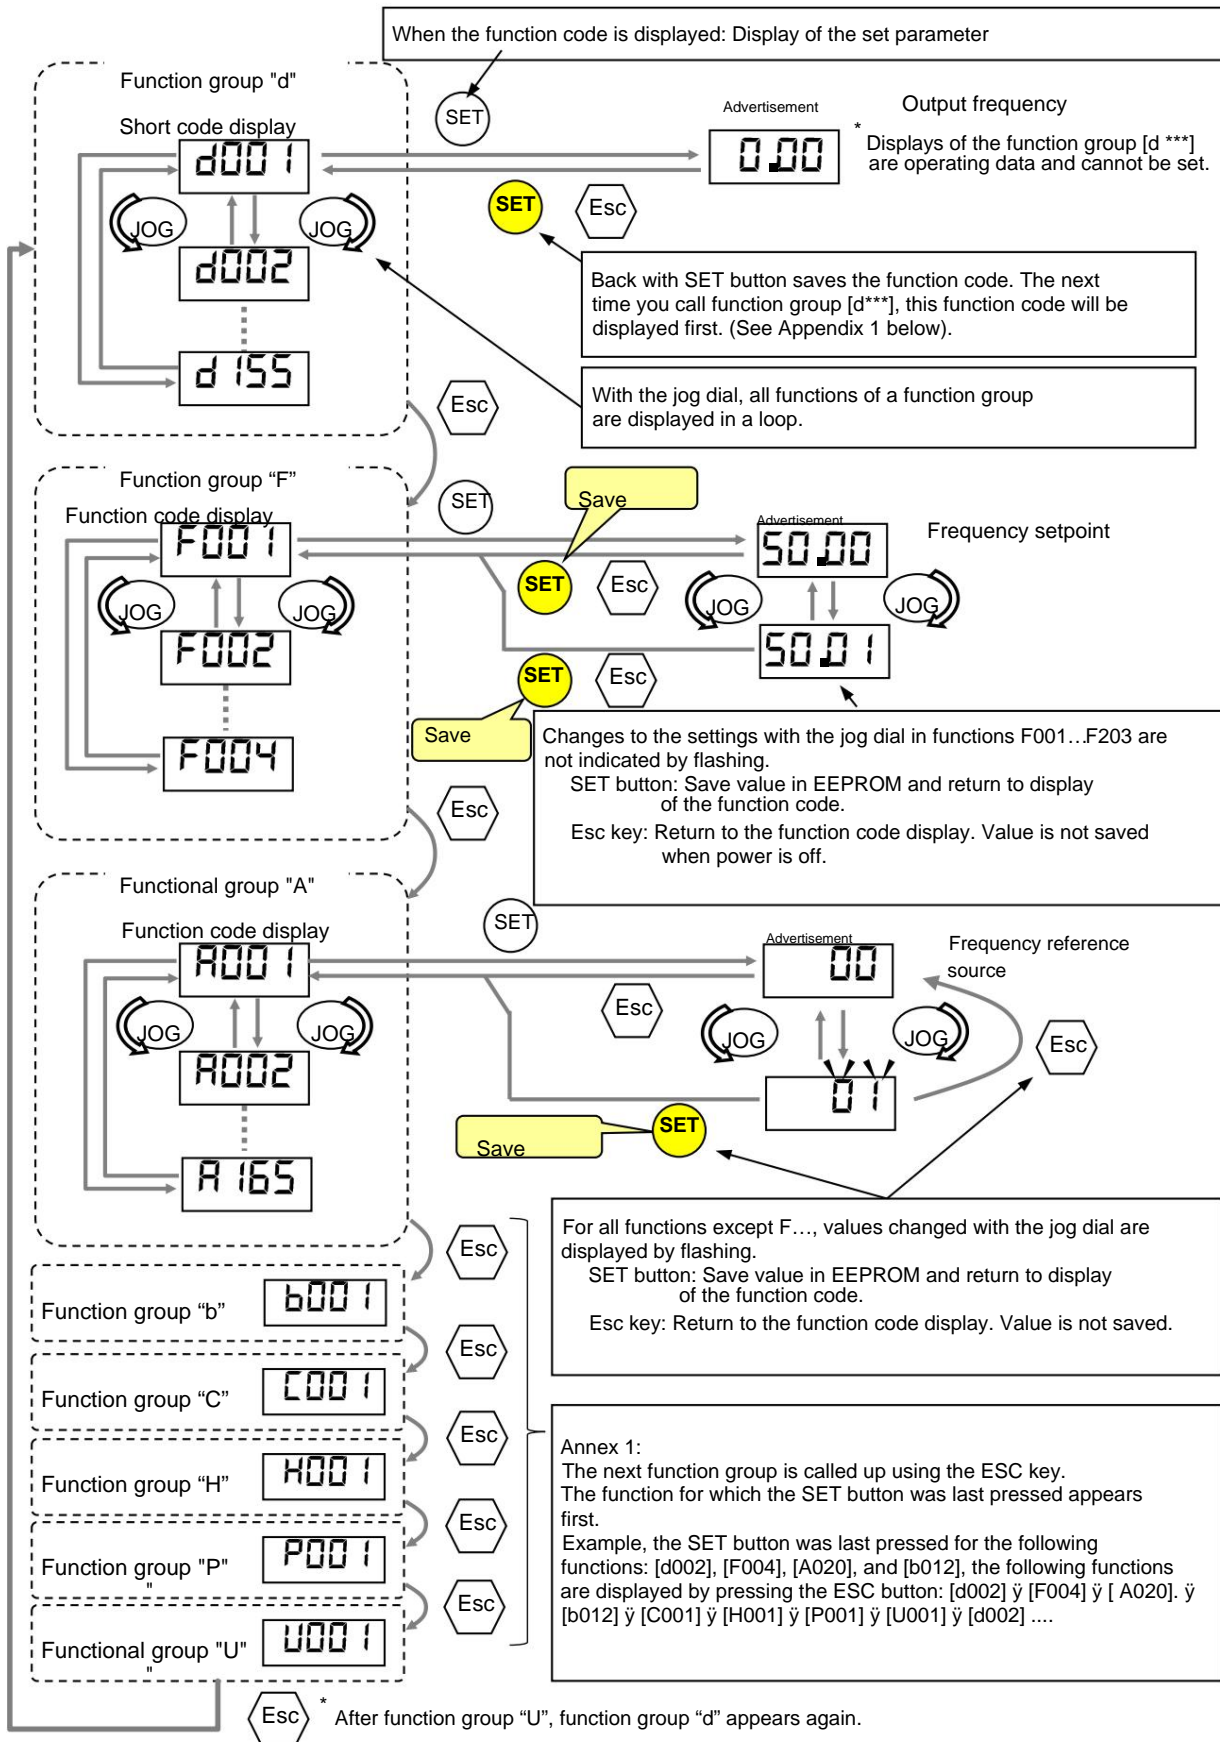 When the function code is displayed: Display of the set parameter
Function group "d"
SET
Advertisement
Output frequency
Short code display
d001
0.00
* Displays of the function group [d ***]
are operating data and cannot be set.
JOG
JOG
SET
Esc
d002
Back with SET button saves the function code. The next
time you call function group [d***], this function code will be
displayed first. (See Appendix 1 below).
d155
With the jog dial, all functions of a function group
are displayed in a loop.
Esc
Function group “F”
SET
Save
Function code display
Advertisement
F001
50.00
Frequency setpoint
JOG
JOG
SET
Esc
JOG
JOG
F002
50.01
SET
Esc
Save
F004
Changes to the settings with the jog dial in functions F001…F203 are
not indicated by flashing.
SET button: Save value in EEPROM and return to display
of the function code.
Esc key: Return to the function code display. Value is not saved
when power is off.
Esc
Functional group "A"
SET
Function code display
Advertisement
A001
00
Frequency reference
source
JOG
JOG
Esc
JOG
JOG
Esc
A002
01
SET
Save
A165
For all functions except F…, values changed with the jog dial are
displayed by flashing.
SET button: Save value in EEPROM and return to display
of the function code.
Esc key: Return to the function code display. Value is not saved.
Esc
Function group “b”
b001
Esc
Function group “C”
C001
Esc
Function group “H”
H001
Esc
Function group "P"
"
P001
Esc
Functional group "U"
"
U001
Annex 1:
The next function group is called up using the ESC key.
The function for which the SET button was last pressed appears
first.
Example, the SET button was last pressed for the following
functions: [d002], [F004], [A020], and [b012], the following functions
are displayed by pressing the ESC button: [d002] ÿ [F004] ÿ [ A020]. ÿ
[b012] ÿ [C001] ÿ [H001] ÿ [P001] ÿ [U001] ÿ [d002] ....
Esc
* After function group “U”, function group “d” appears again.